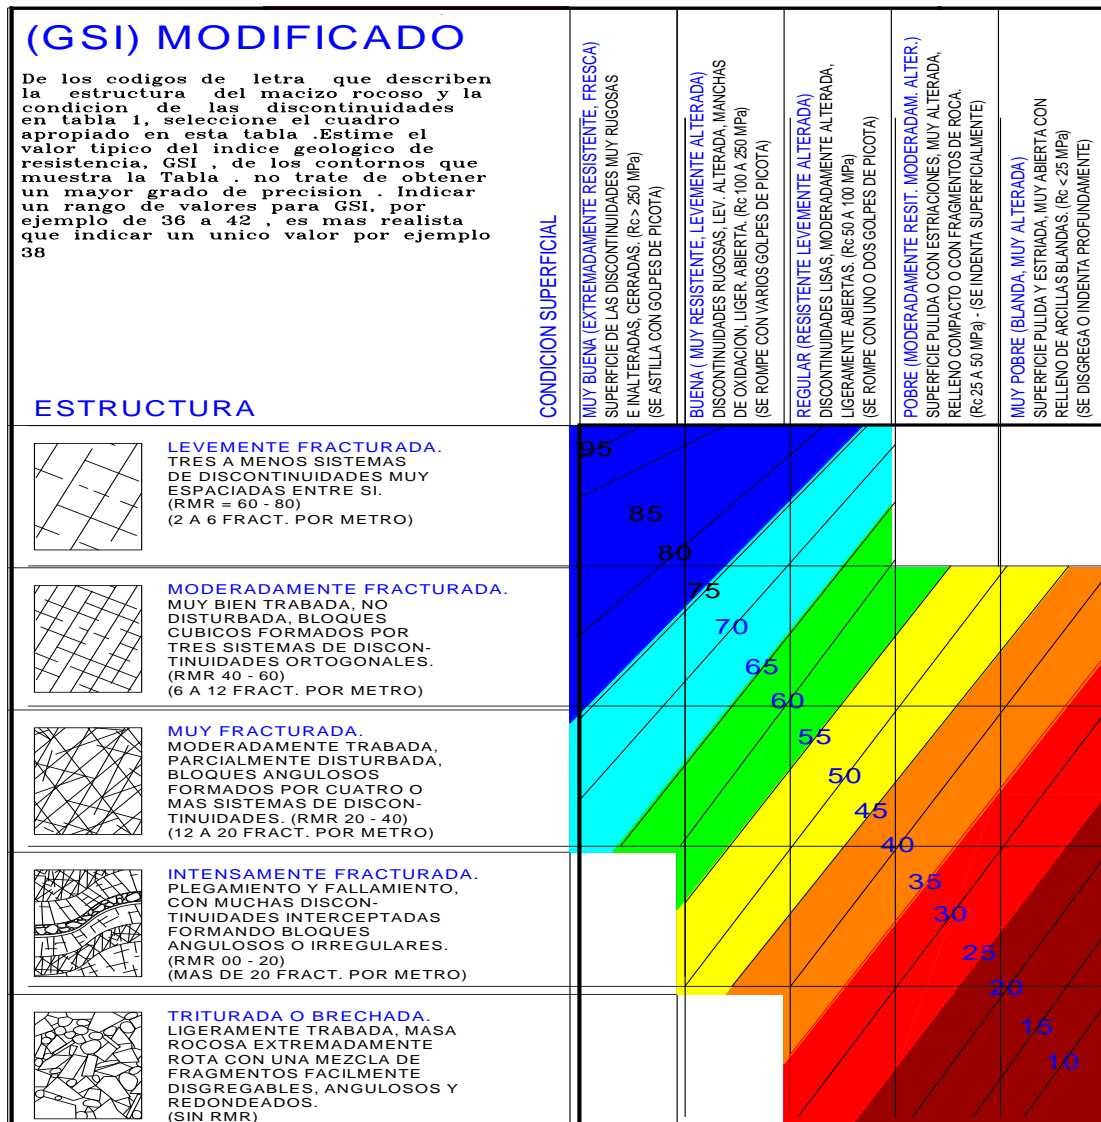 (GSI) MODIFICADO
De los codigos de letra que describen
la estructura del macizo rocoso y la
condicion de las discontinuidades
en tabla 1, seleccione el cuadro
apropiado en esta tabla .Estime el
valor tipico del indice geologico de
resistencia, GSI , de los contornos que
muestra la Tabla . no trate de obtener
un mayor grado de precision . Indicar
un rango de valores para GSI, por
ejemplo de 36 a 42 , es mas realista
que indicar un unico valor por ejemplo
38
ESTRUCTURA
CONDICION SUPERFICIAL
MUY BUENA (EXTREMADAMENTE RESISTENTE, FRESCA)
SUPERFICIE DE LAS DISCONTINUIDADES MUY RUGOSAS
E INALTERADAS, CERRADAS. (Rc > 250 MPa)
(SE ASTILLA CON GOLPES DE PICOTA)
BUENA ( MUY RESISTENTE, LEVEMENTE ALTERADA)
DISCONTINUIDADES RUGOSAS, LEV. ALTERADA, MANCHAS
DE OXIDACION, LIGER. ABIERTA. (Rc 100 A 250 MPa)
(SE ROMPE CON VARIOS GOLPES DE PICOTA)
REGULAR (RESISTENTE LEVEMENTE ALTERADA)
DISCONTINUIDADES LISAS, MODERADAMENTE ALTERADA,
LIGERAMENTE ABIERTAS. (Rc 50 A 100 MPa)
(SE ROMPE CON UNO O DOS GOLPES DE PICOTA)
POBRE (MODERADAMENTE RESIT. MODERADAM. ALTER.)
SUPERFICIE PULIDA O CON ESTRIACIONES, MUY ALTERADA,
RELLENO COMPACTO O CON FRAGMENTOS DE ROCA.
(Rc 25 A 50 MPa) - (SE INDENTA SUPERFICIALMENTE)
MUY POBRE (BLANDA, MUY ALTERADA)
SUPERFICIE PULIDA Y ESTRIADA, MUY ABIERTA CON
RELLENO DE ARCILLAS BLANDAS. (Rc < 25 MPa)
(SE DISGREGA O INDENTA PROFUNDAMENTE)
LEVEMENTE FRACTURADA.
TRES A MENOS SISTEMAS
DE DISCONTINUIDADES MUY
ESPACIADAS ENTRE SI.
(RMR = 60 - 80)
(2 A 6 FRACT. POR METRO)
MODERADAMENTE FRACTURADA.
MUY BIEN TRABADA, NO
DISTURBADA, BLOQUES
CUBICOS FORMADOS POR
TRES SISTEMAS DE DISCON-
TINUIDADES ORTOGONALES.
(RMR 40 - 60)
(6 A 12 FRACT. POR METRO)
MUY FRACTURADA.
MODERADAMENTE TRABADA,
PARCIALMENTE DISTURBADA,
BLOQUES ANGULOSOS
FORMADOS POR CUATRO O
MAS SISTEMAS DE DISCON-
TINUIDADES. (RMR 20 - 40)
(12 A 20 FRACT. POR METRO)
INTENSAMENTE FRACTURADA.
PLEGAMIENTO Y FALLAMIENTO,
CON MUCHAS DISCON-
TINUIDADES INTERCEPTADAS
FORMANDO BLOQUES
ANGULOSOS O IRREGULARES.
(RMR 00 - 20)
(MAS DE 20 FRACT. POR METRO)
TRITURADA O BRECHADA.
LIGERAMENTE TRABADA, MASA
ROCOSA EXTREMADAMENTE
ROTA CON UNA MEZCLA DE
FRAGMENTOS FACILMENTE
DISGREGABLES, ANGULOSOS Y
REDONDEADOS.
(SIN RMR)
95
85
80
75
70
65
60
55
50
45
40
35
30
25
20
15
10